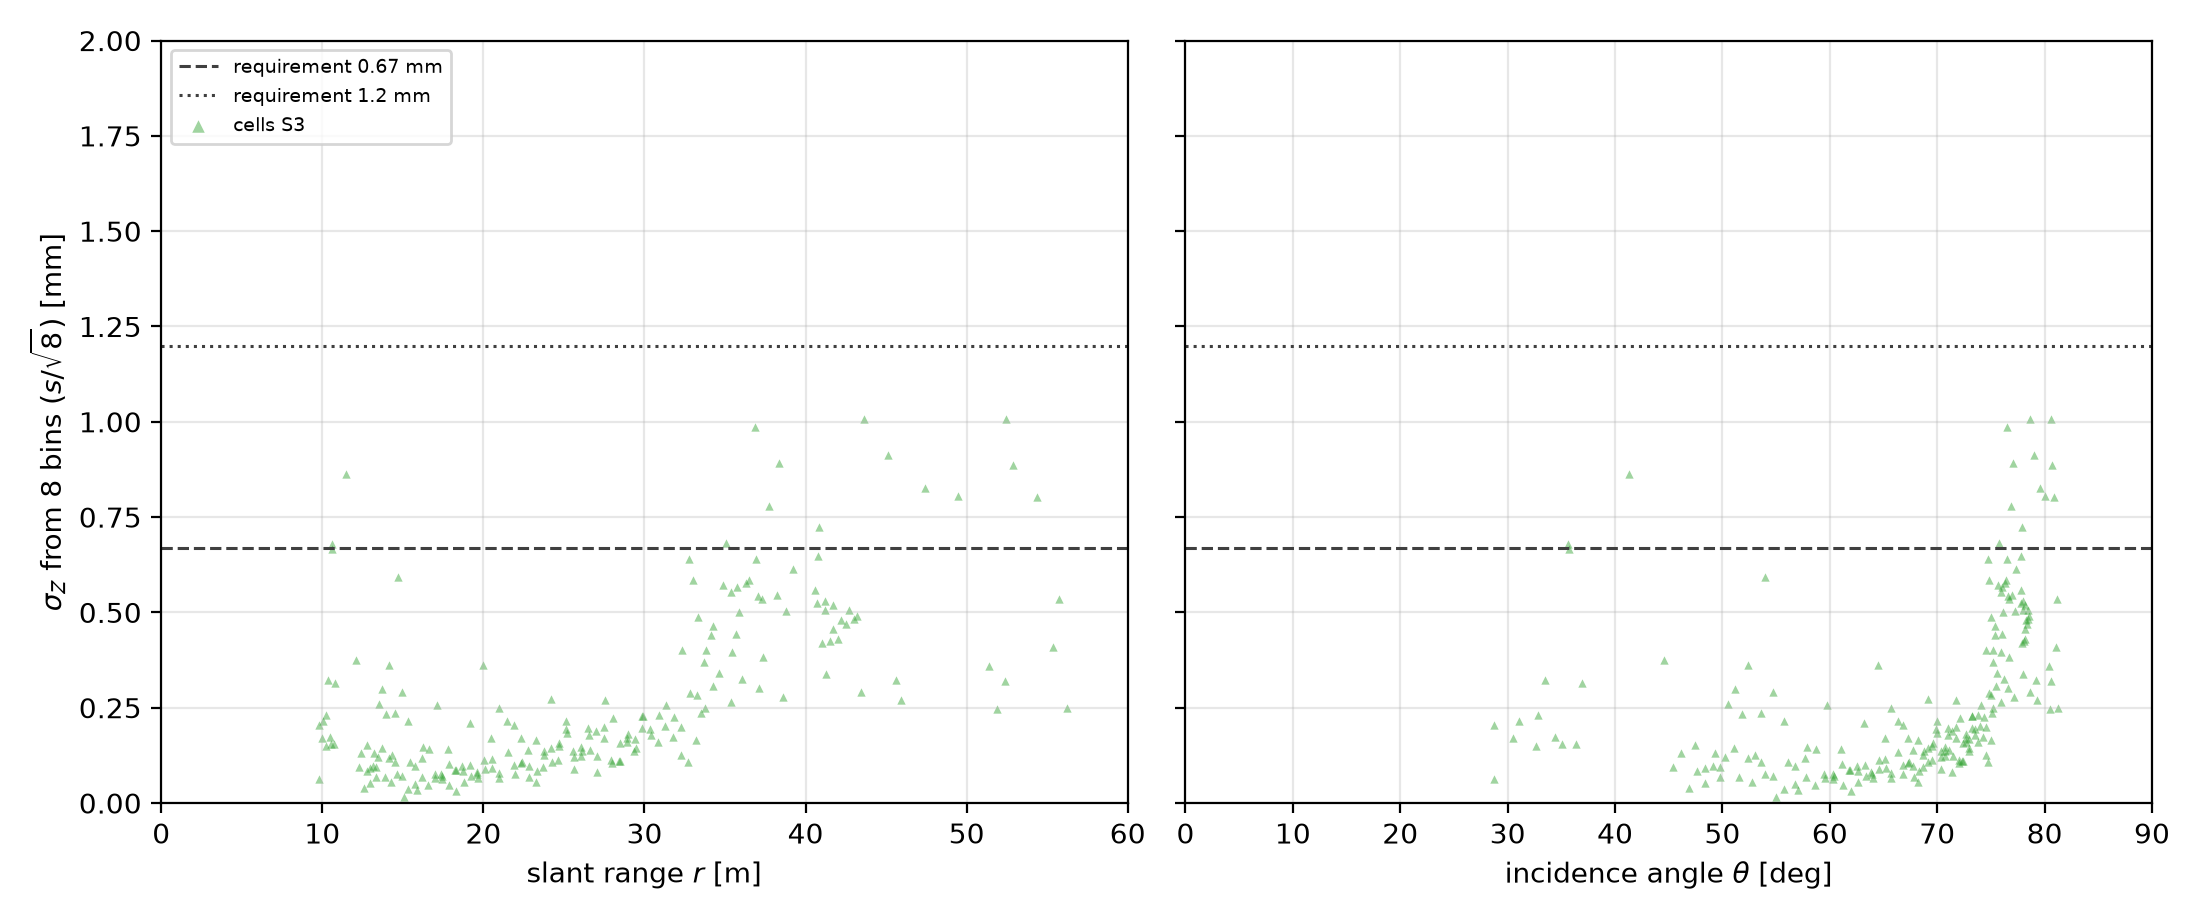 2.00
1.75
1.50
1.25
1.00
0.75
0.50
0.25
0.00
σZ from 8 bins (s/√8) [mm]
requirement 0.67 mm
requirement 1.2 mm
cells S3
0 10 20 30 40 50 60
slant range r [m]
0 10 20 30 40 50 60 70 80 90
incidence angle θ [deg]